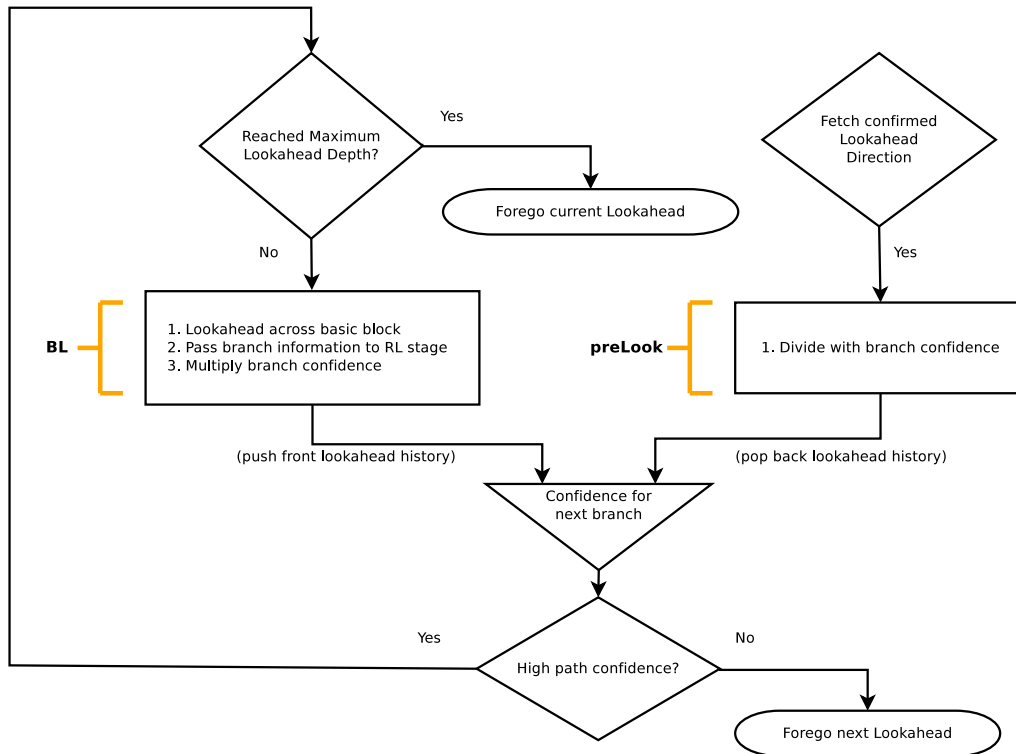 Reached Maximum
Lookahead Depth?
Yes
Forego current Lookahead
No
Fetch confirmed
Lookahead
Direction
Yes
BL
1. Lookahead across basic block
2. Pass branch information to RL stage
3. Multiply branch confidence
preLook
1. Divide with branch confidence
(push front lookahead history)
(pop back lookahead history)
Confidence for
next branch
Yes
High path confidence?
No
Forego next Lookahead